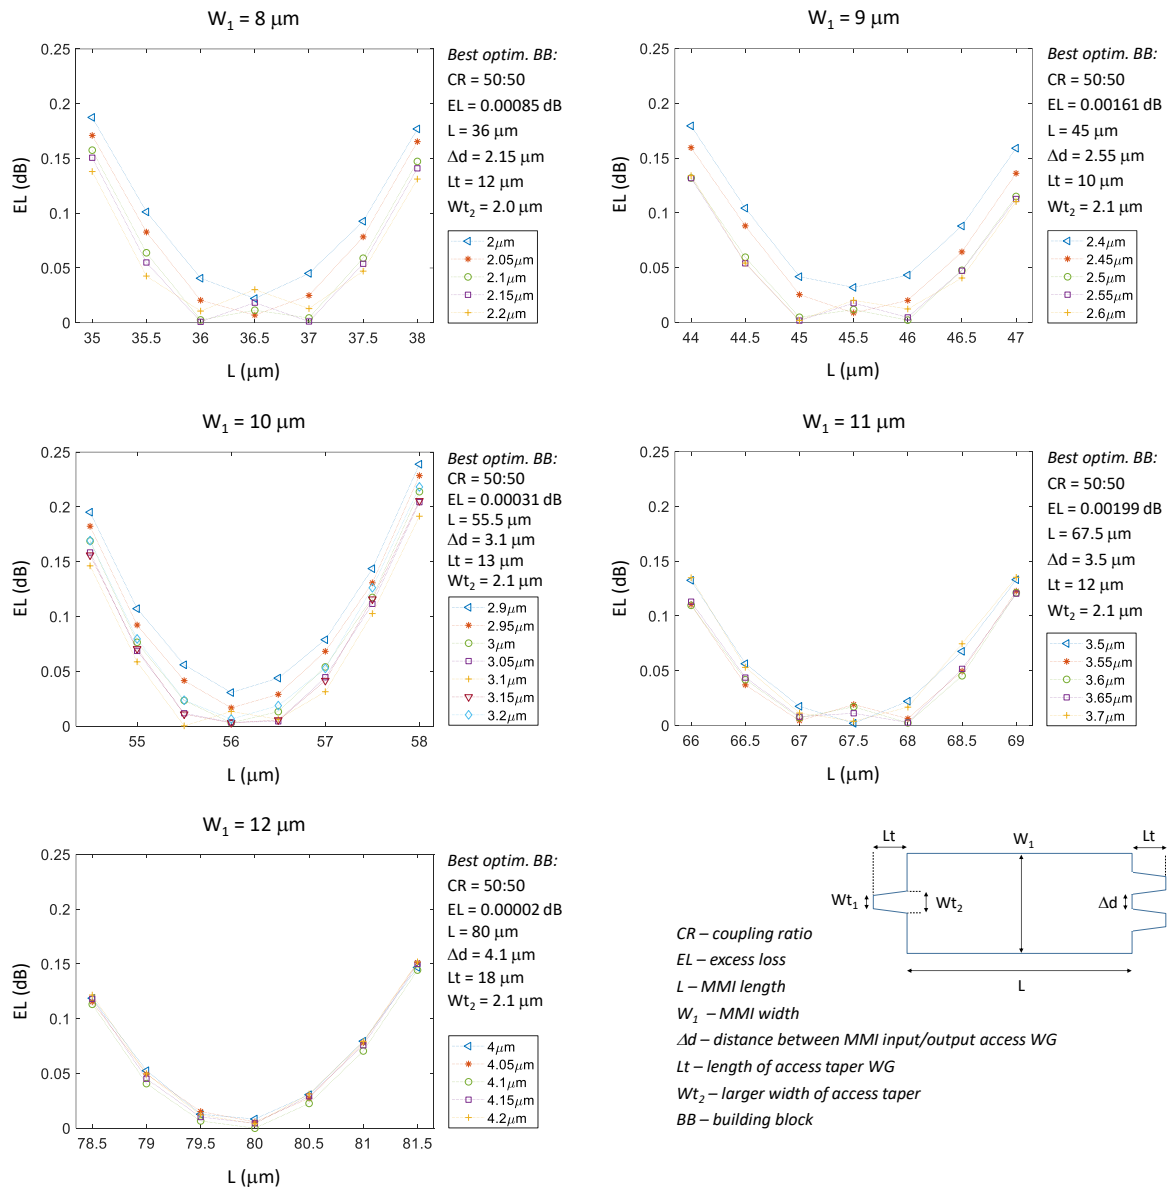 W1 = 8 μm
0.25
0.2
0.15
0.1
0.05
0
EL (dB)
35 35.5 36 36.5 37 37.5 38
L (μm)
Best optim. BB:
CR = 50:50
EL = 0.00085 dB
L = 36 μm
Δd = 2.15 μm
Lt = 12 μm
Wt2 = 2.0 μm
2μm
2.05μm
2.1μm
2.15μm
2.2μm
W1 = 9 μm
0.25
0.2
0.15
0.1
0.05
0
EL (dB)
44 44.5 45 45.5 46 46.5 47
L (μm)
Best optim. BB:
CR = 50:50
EL = 0.00161 dB
L = 45 μm
Δd = 2.55 μm
Lt = 10 μm
Wt2 = 2.1 μm
2.4μm
2.45μm
2.5μm
2.55μm
2.6μm
W1 = 10 μm
0.25
0.2
0.15
0.1
0.05
0
EL (dB)
55 56 57 58
L (μm)
Best optim. BB:
CR = 50:50
EL = 0.00031 dB
L = 55.5 μm
Δd = 3.1 μm
Lt = 13 μm
Wt2 = 2.1 μm
2.9μm
2.95μm
3μm
3.05μm
3.1μm
3.15μm
3.2μm
W1 = 11 μm
0.25
0.2
0.15
0.1
0.05
0
EL (dB)
66 66.5 67 67.5 68 68.5 69
L (μm)
Best optim. BB:
CR = 50:50
EL = 0.00199 dB
L = 67.5 μm
Δd = 3.5 μm
Lt = 12 μm
Wt2 = 2.1 μm
3.5μm
3.55μm
3.6μm
3.65μm
3.7μm
W1 = 12 μm
0.25
0.2
0.15
0.1
0.05
0
EL (dB)
78.5 79 79.5 80 80.5 81 81.5
L (μm)
Best optim. BB:
CR = 50:50
EL = 0.00002 dB
L = 80 μm
Δd = 4.1 μm
Lt = 18 μm
Wt2 = 2.1 μm
4μm
4.05μm
4.1μm
4.15μm
4.2μm
Lt W1 Lt
Wt1 Wt2 Δd
L
CR – coupling ratio
EL – excess loss
L – MMI length
W1 – MMI width
Δd – distance between MMI input/output access WG
Lt – length of access taper WG
Wt2 – larger width of access taper
BB – building block